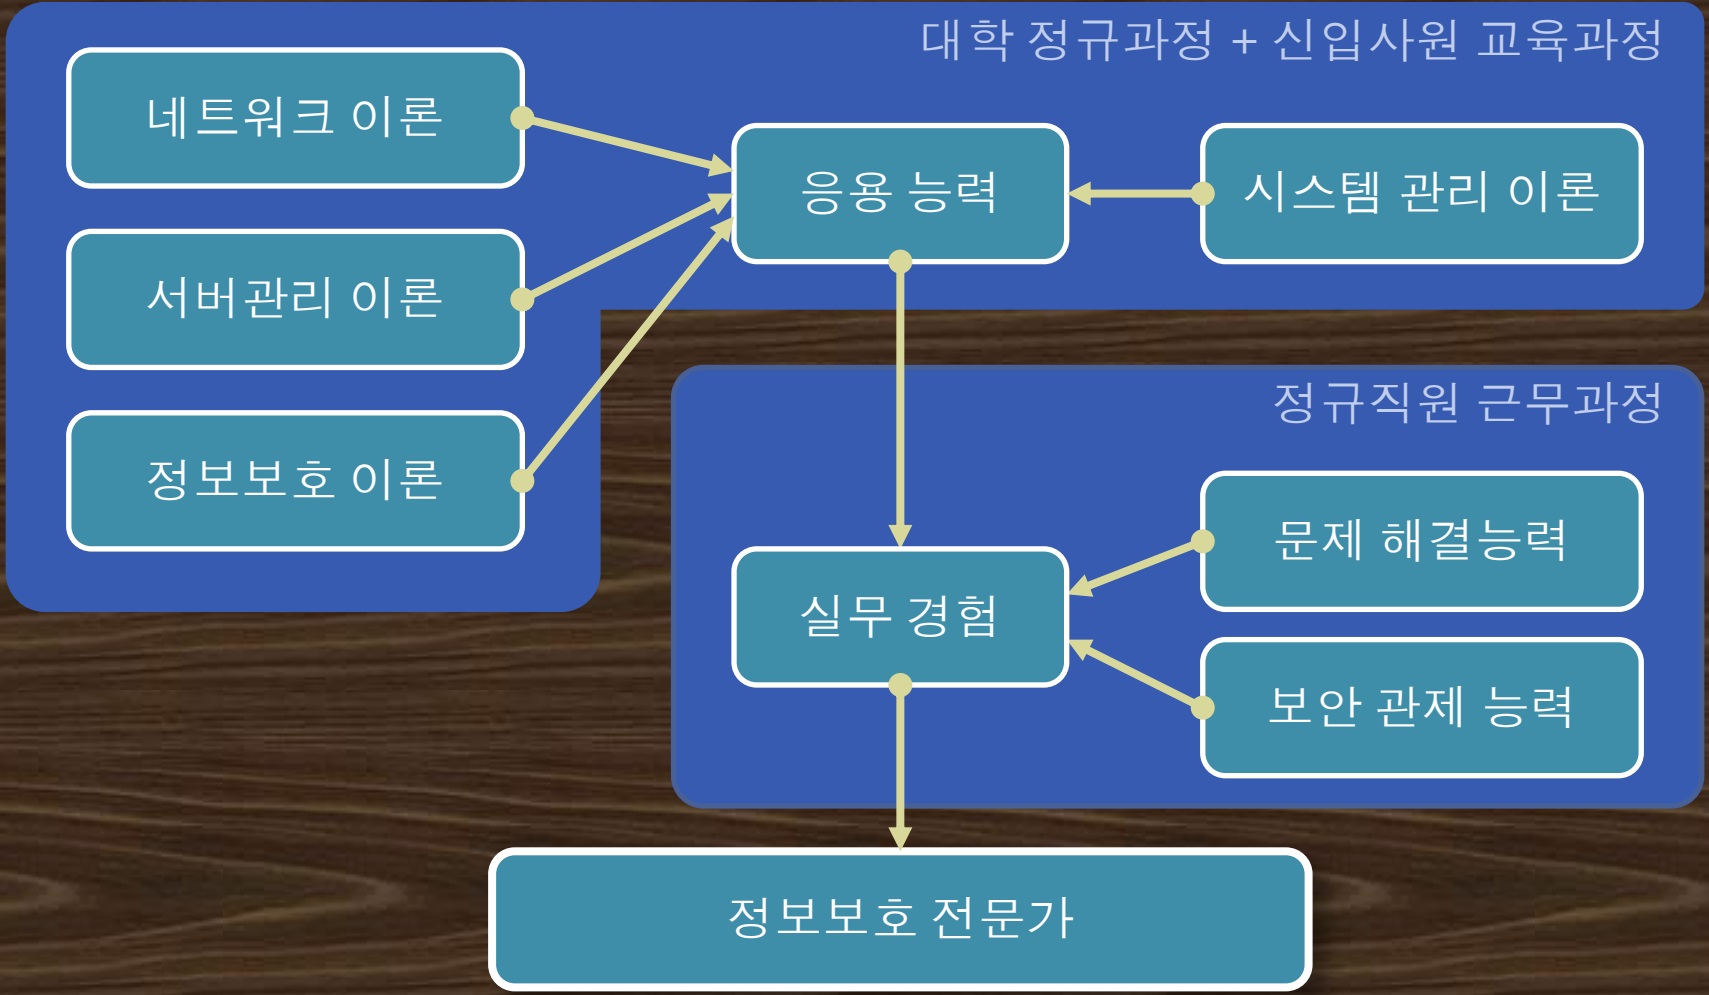 대학 정규과정 + 신입사원 교육과정
네트워크 이론
응용 능력
시스템 관리 이론
서버관리 이론
정보보호 이론
정규직원 근무과정
문제 해결능력
실무 경험
보안 관제 능력
정보보호 전문가